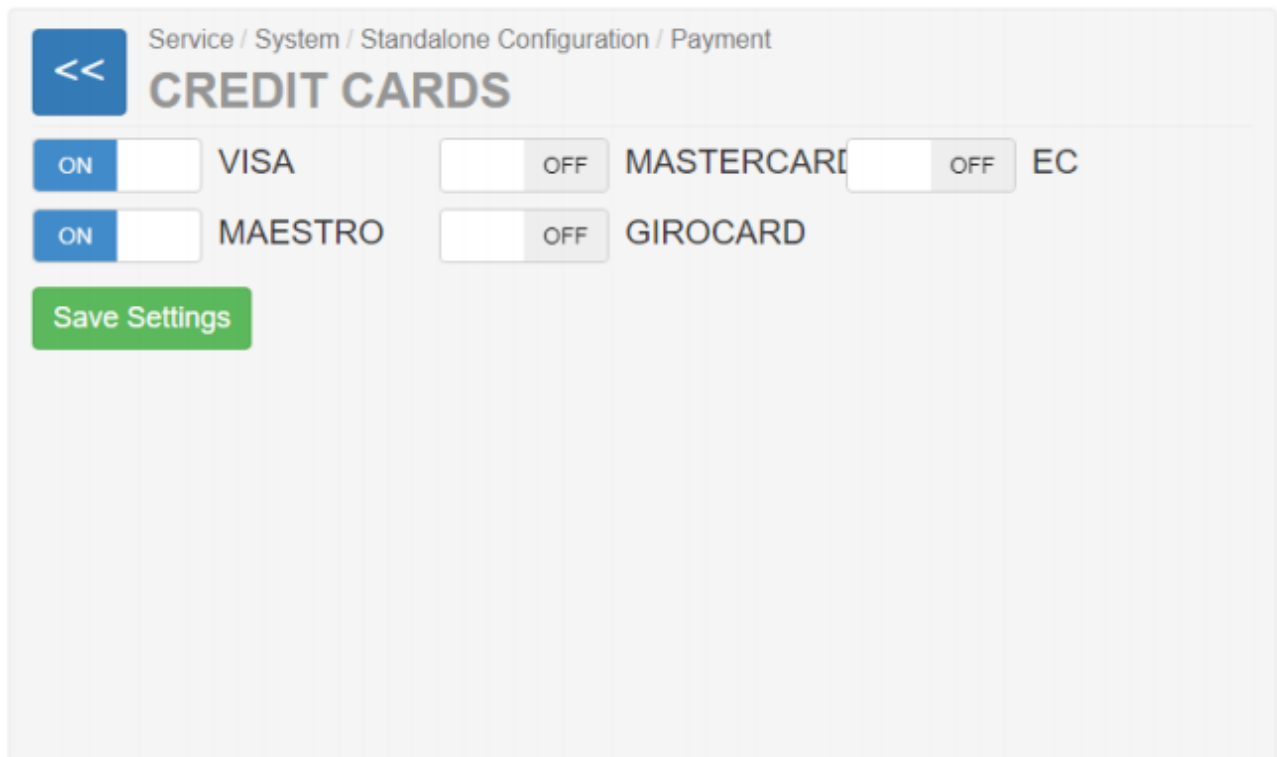 <<
Service / System / Standalone Configuration / Payment
CREDIT CARDS
ON VISA OFF MASTERCARD OFF EC
ON MAESTRO OFF GIROCARD
Save Settings